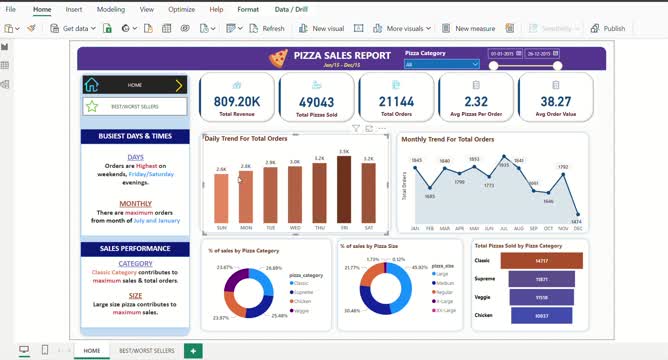 File
Home
Insert
Modeling
View
Optimize
Help
Format
Data / Drill
Get data
Refresh
New visual
More visuals
New measure
Sensitivity
Publish
PIZZA SALES REPORT
Jan/15 - Dec/15
Pizza Category
All
01-01-2015
26-12-2015
HOME
BEST/WORST SELLERS
809.20K
Total Revenue
49043
Total Pizzas Sold
21144
Total Orders
2.32
Avg Pizzas Per Order
38.27
Avg Order Value
BUSIEST DAYS & TIMES
DAYS
Orders are Highest on
weekends, Friday/Saturday
evenings.
MONTHLY
There are maximum orders
from month of July and January
SALES PERFORMANCE
CATEGORY
Classic Category contributes to
maximum sales & total orders.
SIZE
Large size pizza contributes to
maximum sales.
Daily Trend For Total Orders
2.6K
2.8K
2.9K
3.0K
3.2K
3.5K
3.2K
SUN
MON
TUE
WED
THU
FRI
SAT
Monthly Trend For Total Orders
Total Orders
1845
1685
1840
1799
1853
1773
1935
1841
1661
1646
1792
JAN
FEB
MAR
APR
MAY
JUN
JUL
AUG
SEP
OCT
NOV
DEC
% of sales by Pizza Category
23.67%
26.89%
23.97%
25.48%
pizza_category
Classic
Supreme
Chicken
Veggie
% of sales by Pizza Size
1.73%
0.12%
21.77%
45.92%
30.46%
pizza_size
Large
Medium
Regular
X-Large
XX-Large
Total Pizzas Sold by Pizza Category
Classic
14717
Supreme
11871
Veggie
11518
Chicken
10937
HOME
BEST/WORST SELLERS